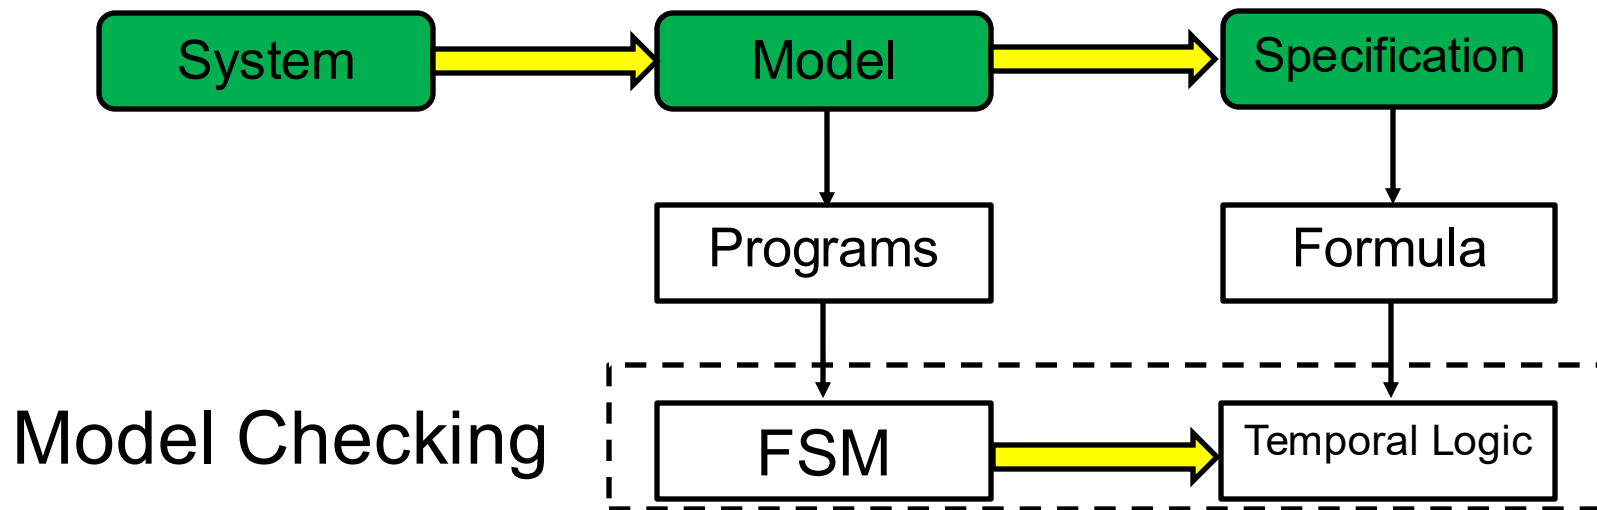 System
Model
Specification
Programs
Formula
Model Checking
FSM
Temporal Logic